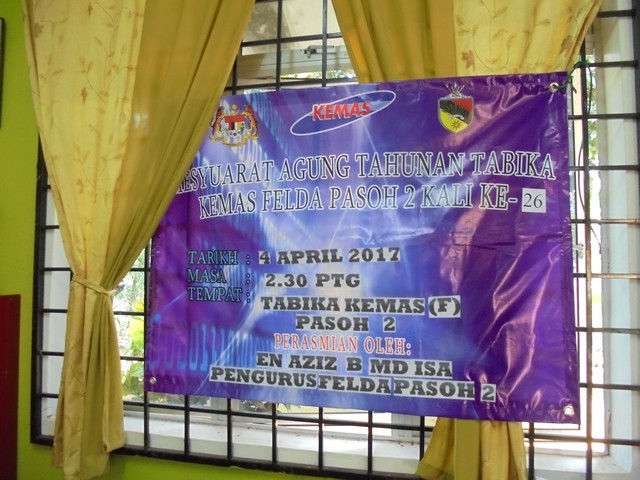 KEMAS
MESYUARAT AGUNG TAHUNAN TABIKA
KEMAS FELDA PASOH 2 KALI KE- 26
TARIKH : 4 APRIL 2017
MASA : 2.30 PTG
TEMPAT : TABIKA KEMAS (F)
PASOH 2
PERASMIAN OLEH:
EN AZIZ B MD ISA
PENGURUS FELDA PASOH 2